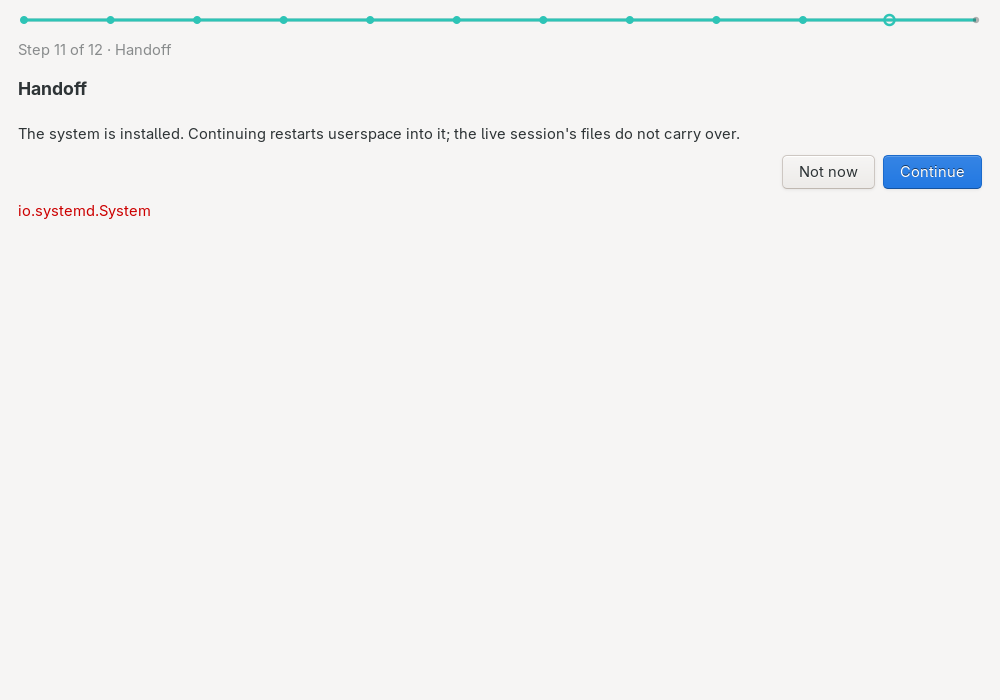 Step 11 of 12 · Handoff
Handoff
The system is installed. Continuing restarts userspace into it; the live session's files do not carry over.
Not now
Continue
io.systemd.System